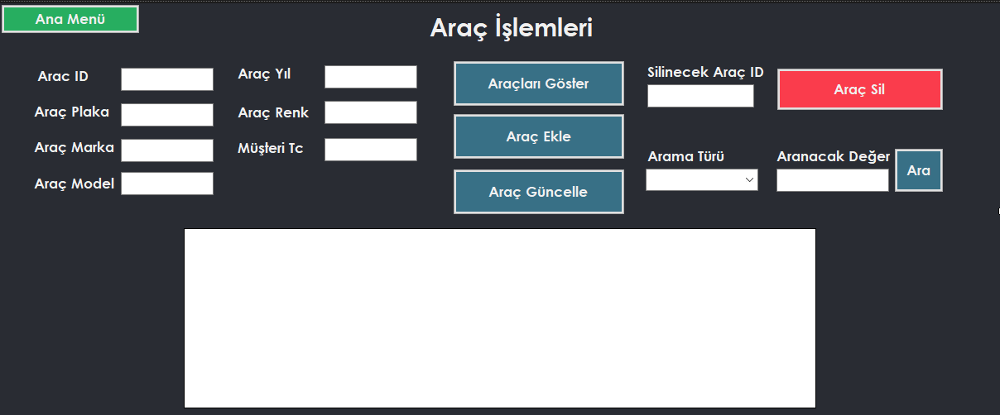 Ana Menü
Araç İşlemleri
Arac ID
Araç Plaka
Araç Marka
Araç Model
Araç Yıl
Araç Renk
Müşteri Tc
Araçları Göster
Araç Ekle
Araç Güncelle
Silinecek Araç ID
Araç Sil
Arama Türü
Aranacak Değer
Ara